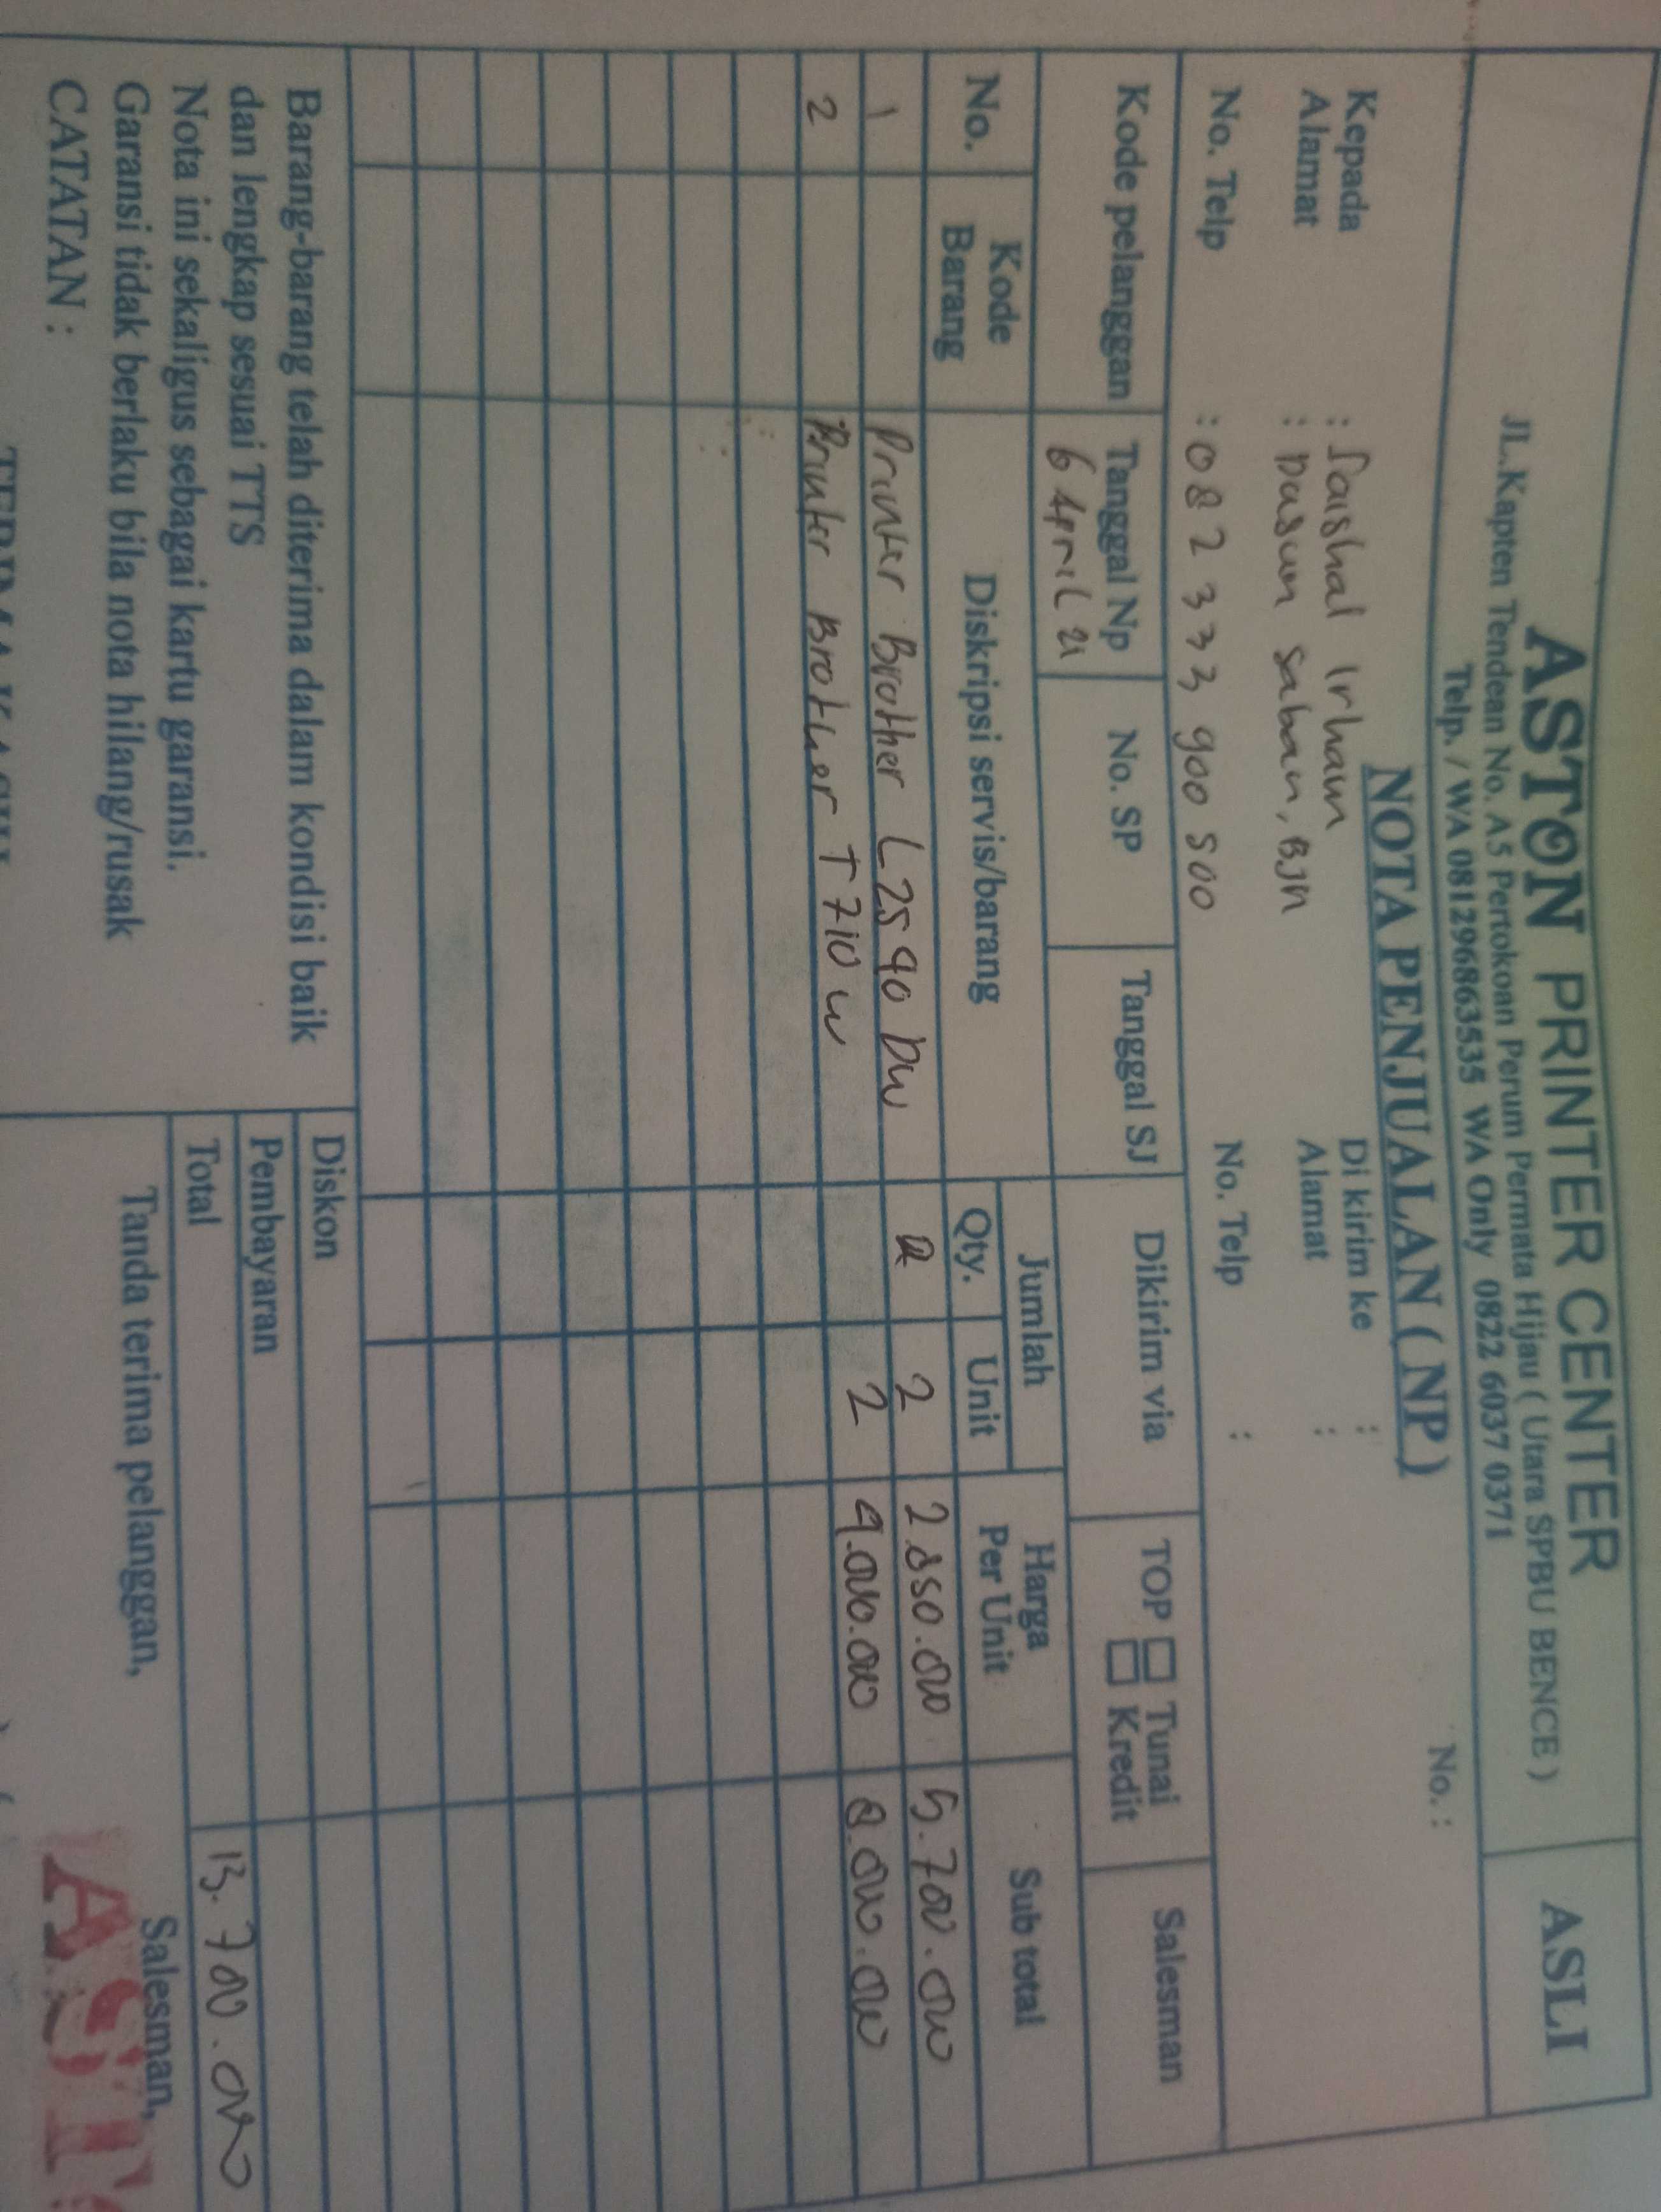 ASTON PRINTER CENTER
ASLI
JL.Kapten Tendean No. A5 Pertokoan Perum Permata Hijau ( Utara SPBU BENCE )
Telp. / WA 081296863535 WA Only 0822 6037 0371
NOTA PENJUALAN ( NP )
No. :
Kepada : Irham
Di kirim ke :
Alamat : saban, BJN
Alamat :
No. Telp : 082 333 900 500
No. Telp :
Kode pelanggan Tanggal Np No. SP Tanggal SJ Dikirim via TOP Tunai Kredit Salesman
6 April 21
No. Kode Barang Diskripsi servis/barang Jumlah Qty. Unit Harga Per Unit Sub total
1 Printer Brother L2540 DW 2 2.850.000 5.700.000
2 Printer Brother T710 W 2 4.000.000 8.000.000
Barang-barang telah diterima dalam kondisi baik
dan lengkap sesuai TTS
Nota ini sekaligus sebagai kartu garansi.
Garansi tidak berlaku bila nota hilang/rusak
CATATAN :
Diskon
Pembayaran
Total 13.700.000
Tanda terima pelanggan,
Salesman,